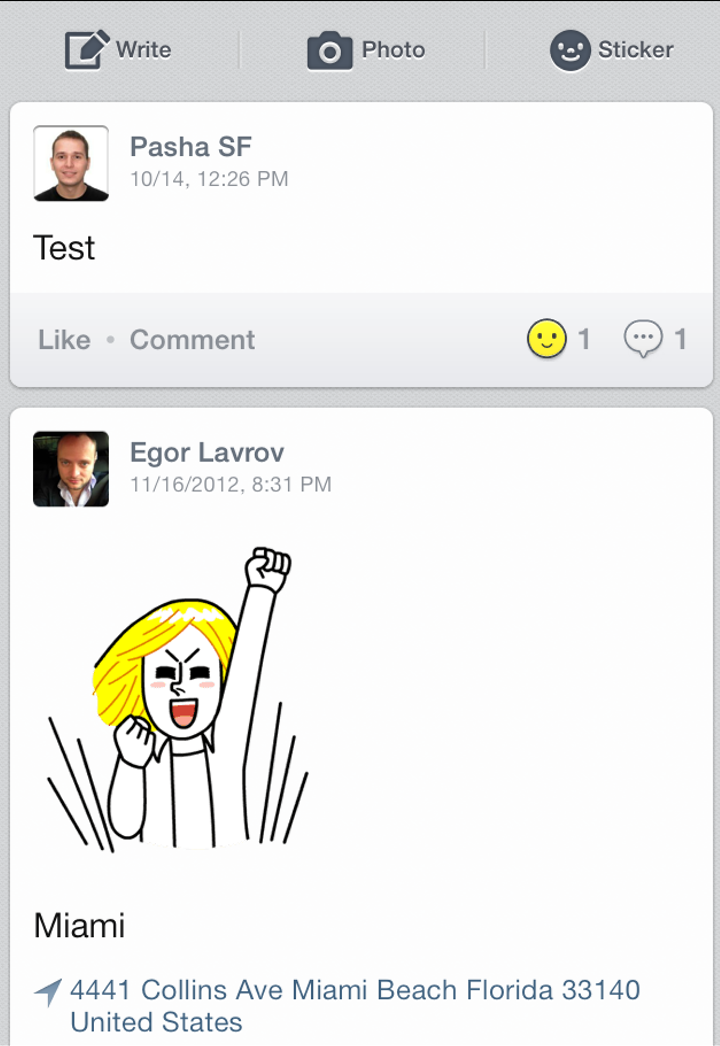 Write Photo Sticker
Pasha SF
10/14, 12:26 PM
Test
Like • Comment 1 1
Egor Lavrov
11/16/2012, 8:31 PM
Miami
4441 Collins Ave Miami Beach Florida 33140
United States